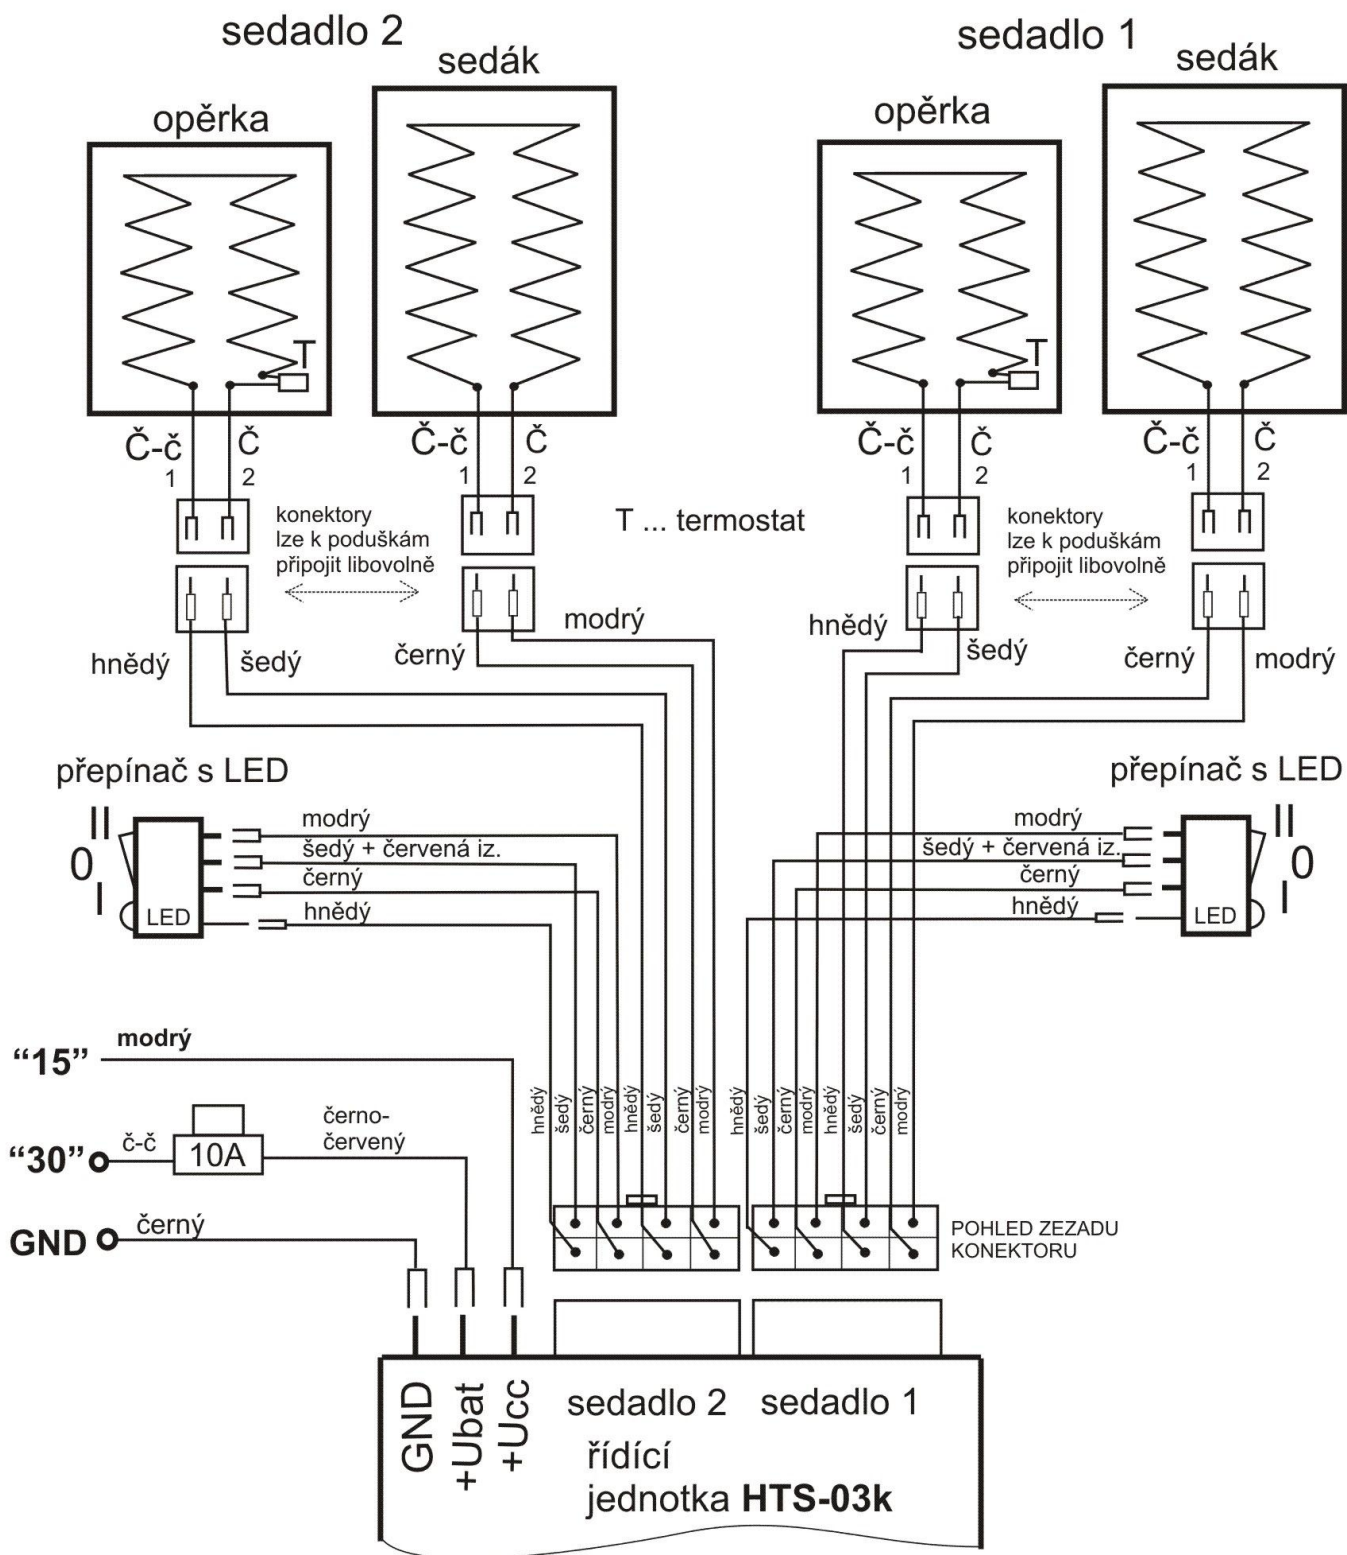 sedadlo 2
sedák
opěrka
T
Č-č
1
Č
2
Č-č
1
Č
2
sedadlo 1
sedák
opěrka
T
Č-č
1
Č
2
Č-č
1
Č
2
konektory
lze k poduškám
připojit libovolně
T ... termostat
konektory
lze k poduškám
připojit libovolně
hnědý
šedý
černý
modrý
hnědý
šedý
černý
modrý
přepínač s LED
II
0
I
LED
modrý
šedý + červená iz.
černý
hnědý
přepínač s LED
modrý
šedý + červená iz.
černý
hnědý
II
0
I
LED
“15”
modrý
“30”
č-č
10A
černo-
červený
GND
černý
hnědý
šedý
černý
modrý
hnědý
šedý
černý
modrý
hnědý
šedý
černý
modrý
hnědý
šedý
černý
modrý
POHLED ZEZADU
KONEKTORU
GND
+Ubat
+Ucc
sedadlo 2
sedadlo 1
řídící
jednotka HTS-03k